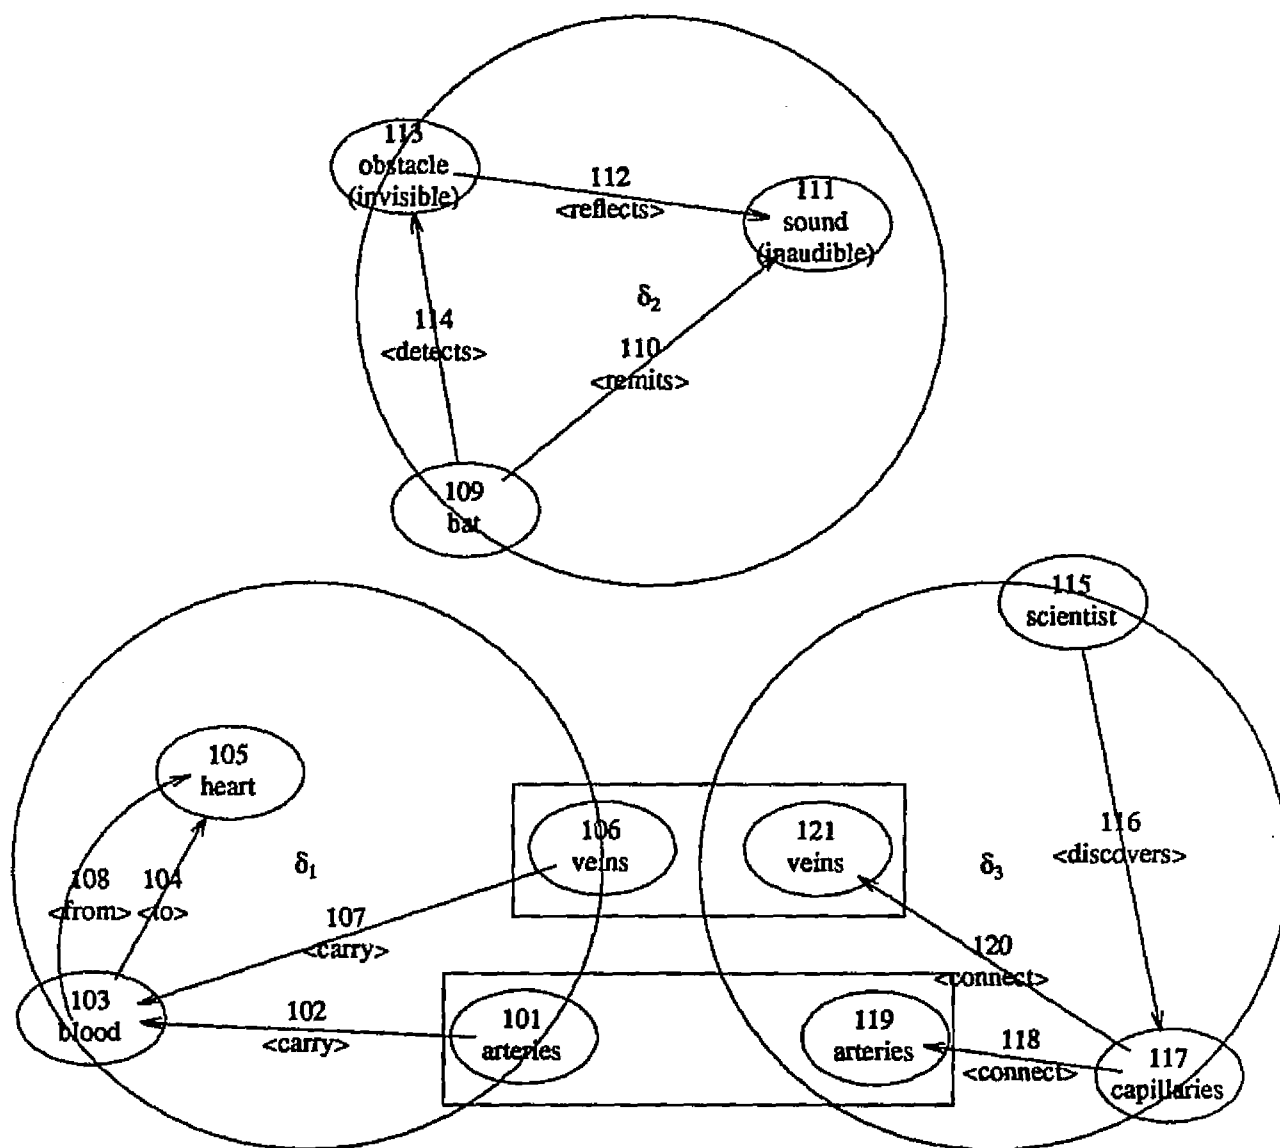 113
obstacle
(invisible)
112
<reflects>
111
sound
(inaudible)
δ2
114
<detects>
110
<remits>
109
bat
115
scientist
105
heart
106
veins
121
veins
116
<discovers>
δ1
δ3
108
<from>
104
<to>
107
<carry>
120
<connect>
103
blood
102
<carry>
101
arteries
119
arteries
118
<connect>
117
capillaries